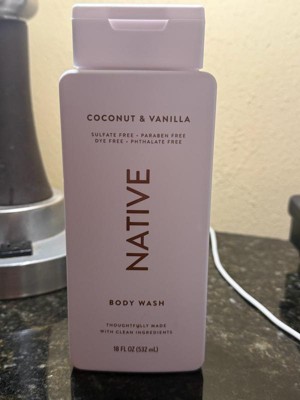 COCONUT & VANILLA
SULFATE FREE • PARABEN FREE
DYE FREE • PHTHALATE FREE
NATIVE
BODY WASH
THOUGHTFULLY MADE
WITH CLEAN INGREDIENTS
18 FL OZ (532 mL)